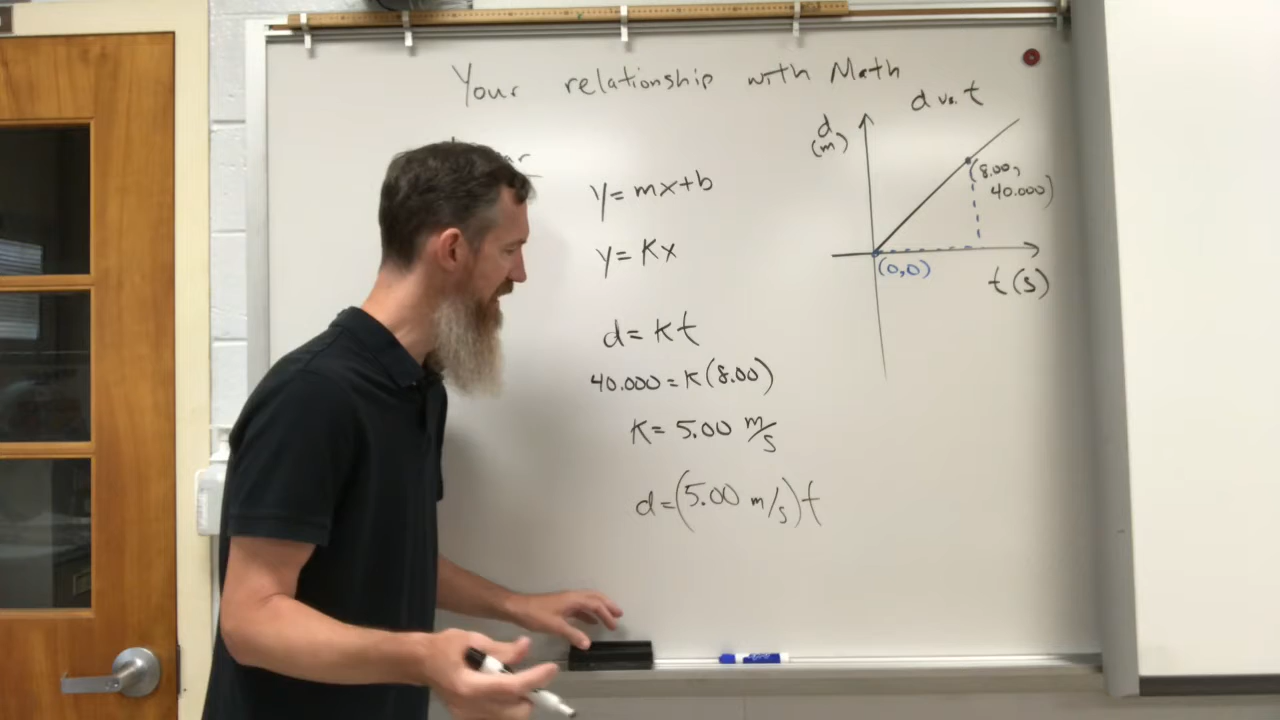 Your relationship with Math
y = mx+b
y = Kx
d = Kt
40.000 = K(8.00)
K = 5.00 m/s
d = (5.00 m/s)t
d vs. t
d
(m)
(8.00,
40.000)
(0,0)
t (s)